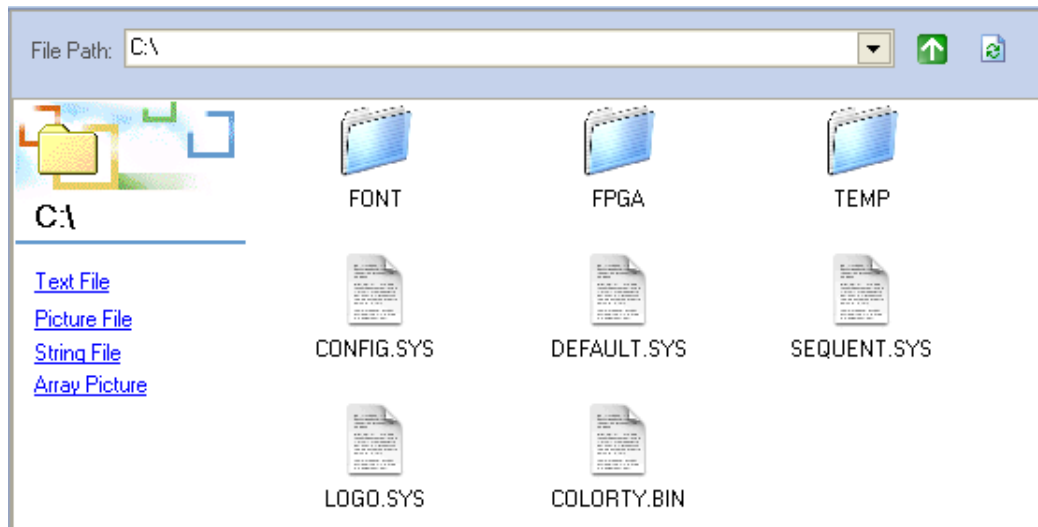 File Path: C:\
C:\
Text File
Picture File
String File
Array Picture
FONT FPGA TEMP
CONFIG.SYS DEFAULT.SYS SEQUENT.SYS
LOGO.SYS COLORTY.BIN